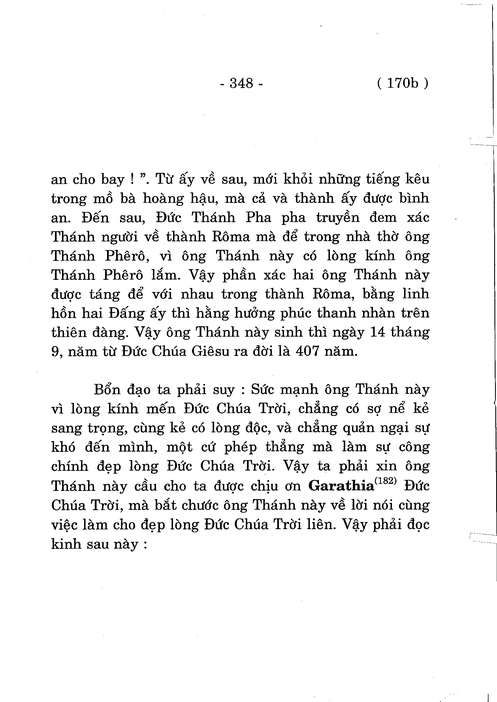 - 348 - ( 170b )
an cho bay ! ”. Từ ấy về sau, mới khỏi những tiếng kêu
trong mồ bà hoàng hậu, mà cả và thành ấy được bình
an. Đến sau, Đức Thánh Pha pha truyền đem xác
Thánh người về thành Rôma mà để trong nhà thờ ông
Thánh Phêrô, vì ông Thánh này có lòng kính ông
Thánh Phêrô lắm. Vậy phần xác hai ông Thánh này
được táng để với nhau trong thành Rôma, bằng linh
hồn hai Đấng ấy thì hằng hưởng phúc thanh nhàn trên
thiên đàng. Vậy ông Thánh này sinh thì ngày 14 tháng
9, năm từ Đức Chúa Giêsu ra đời là 407 năm.
Bổn đạo ta phải suy : Sức mạnh ông Thánh này
vì lòng kính mến Đức Chúa Trời, chẳng có sợ nể kẻ
sang trọng, cùng kẻ có lòng độc, và chẳng quản ngại sự
khó đến mình, một cứ phép thẳng mà làm sự công
chính đẹp lòng Đức Chúa Trời. Vậy ta phải xin ông
Thánh này cầu cho ta được chịu ơn Garathia(182) Đức
Chúa Trời, mà bắt chước ông Thánh này về lời nói cùng
việc làm cho đẹp lòng Đức Chúa Trời liên. Vậy phải đọc
kinh sau này :